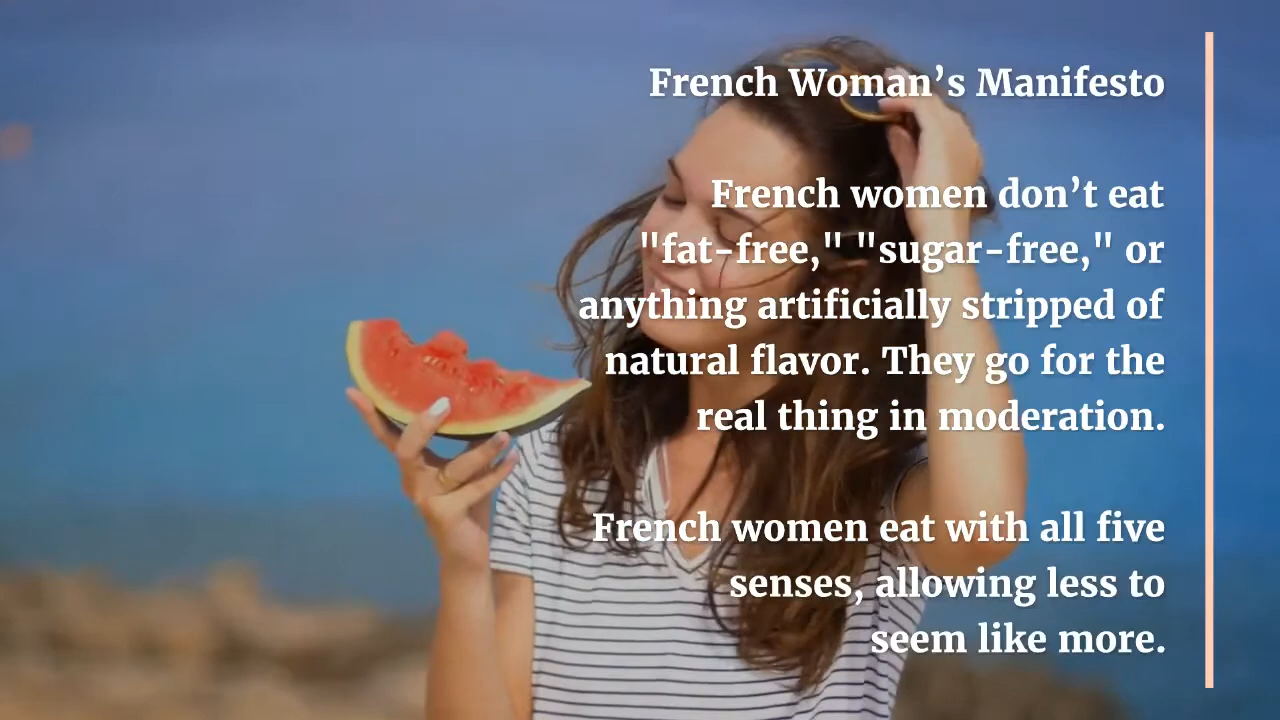 French Woman’s Manifesto
French women don’t eat
"fat-free," "sugar-free," or
anything artificially stripped of
natural flavor. They go for the
real thing in moderation.
French women eat with all five
senses, allowing less to
seem like more.